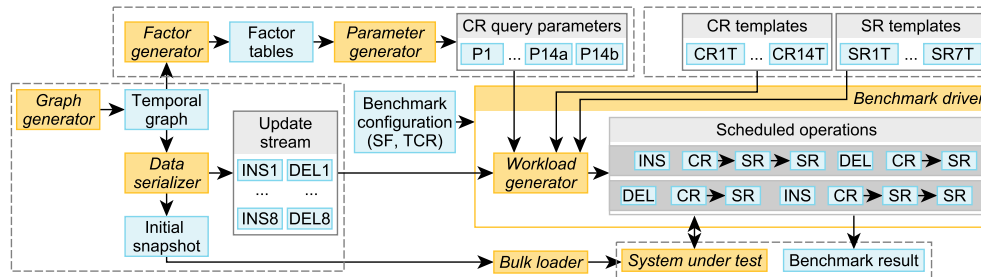 Factor
generator
Factor
tables
Parameter
generator
CR query parameters
P1 ... P14a P14b
CR templates
CR1T ... CR14T
SR templates
SR1T ... SR7T
Graph
generator
Temporal
graph
Data
serializer
Initial
snapshot
Update
stream
INS1 DEL1
... ...
INS8 DEL8
Benchmark
configuration
(SF, TCR)
Benchmark driver
Workload
generator
Scheduled operations
INS CR SR SR DEL CR SR
DEL CR SR INS CR SR SR
Bulk loader
System under test
Benchmark result